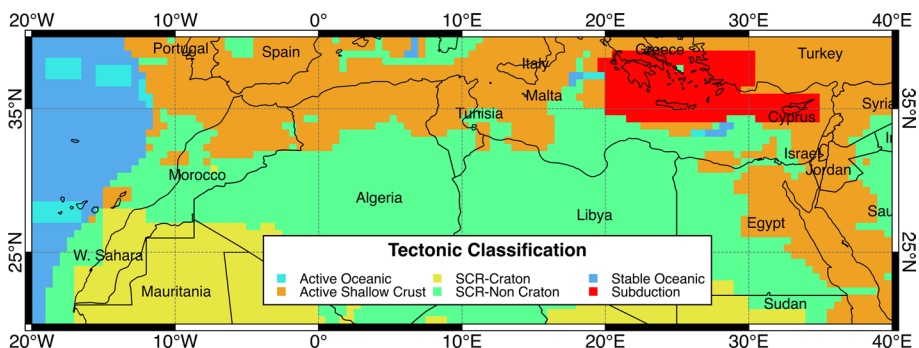 20°W 10°W 0° 10°E 20°E 30°E 40°E
Portugal Spain Greece Turkey
Italy
35°N Malta Syria 35°N
Tunisia Cyprus
Israel
Morocco Jordan
Algeria Libya Egypt Sau
25°N W. Sahara 25°N
Mauritania Sudan
Tectonic Classification
Active Oceanic SCR-Craton Stable Oceanic
Active Shallow Crust SCR-Non Craton Subduction
20°W 10°W 0° 10°E 20°E 30°E 40°E